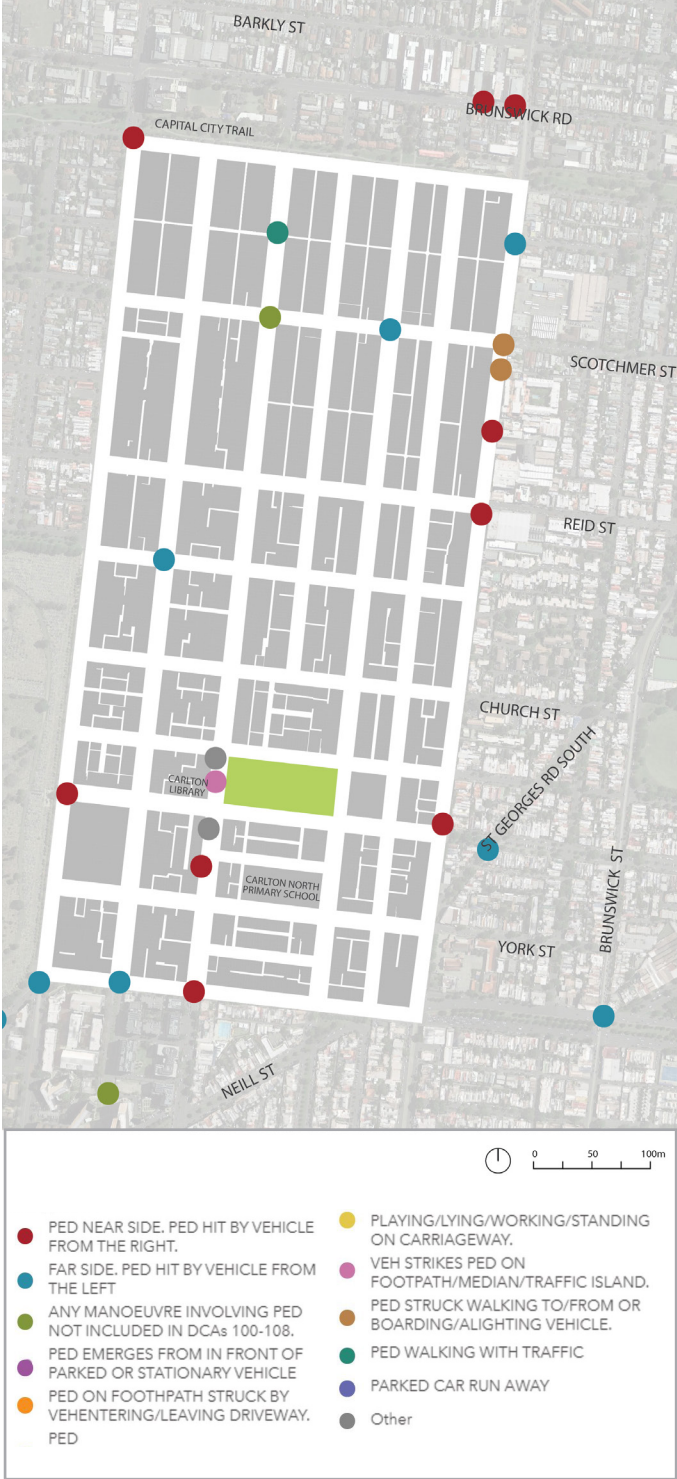 BARKLY ST
BRUNSWICK RD
CAPITAL CITY TRAIL
SCOTCHMER ST
REID ST
CHURCH ST
ST GEORGES RD SOUTH
CARLTON
LIBRARY
CARLTON NORTH
PRIMARY SCHOOL
BRUNSWICK ST
YORK ST
NEILL ST
0 50 100m
PED NEAR SIDE. PED HIT BY VEHICLE
FROM THE RIGHT.
FAR SIDE. PED HIT BY VEHICLE FROM
THE LEFT
ANY MANOEUVRE INVOLVING PED
NOT INCLUDED IN DCAs 100-108.
PED EMERGES FROM IN FRONT OF
PARKED OR STATIONARY VEHICLE
PED ON FOOTHPATH STRUCK BY
VEHENTERING/LEAVING DRIVEWAY.
PED
PLAYING/LYING/WORKING/STANDING
ON CARRIAGEWAY.
VEH STRIKES PED ON
FOOTPATH/MEDIAN/TRAFFIC ISLAND.
PED STRUCK WALKING TO/FROM OR
BOARDING/ALIGHTING VEHICLE.
PED WALKING WITH TRAFFIC
PARKED CAR RUN AWAY
Other